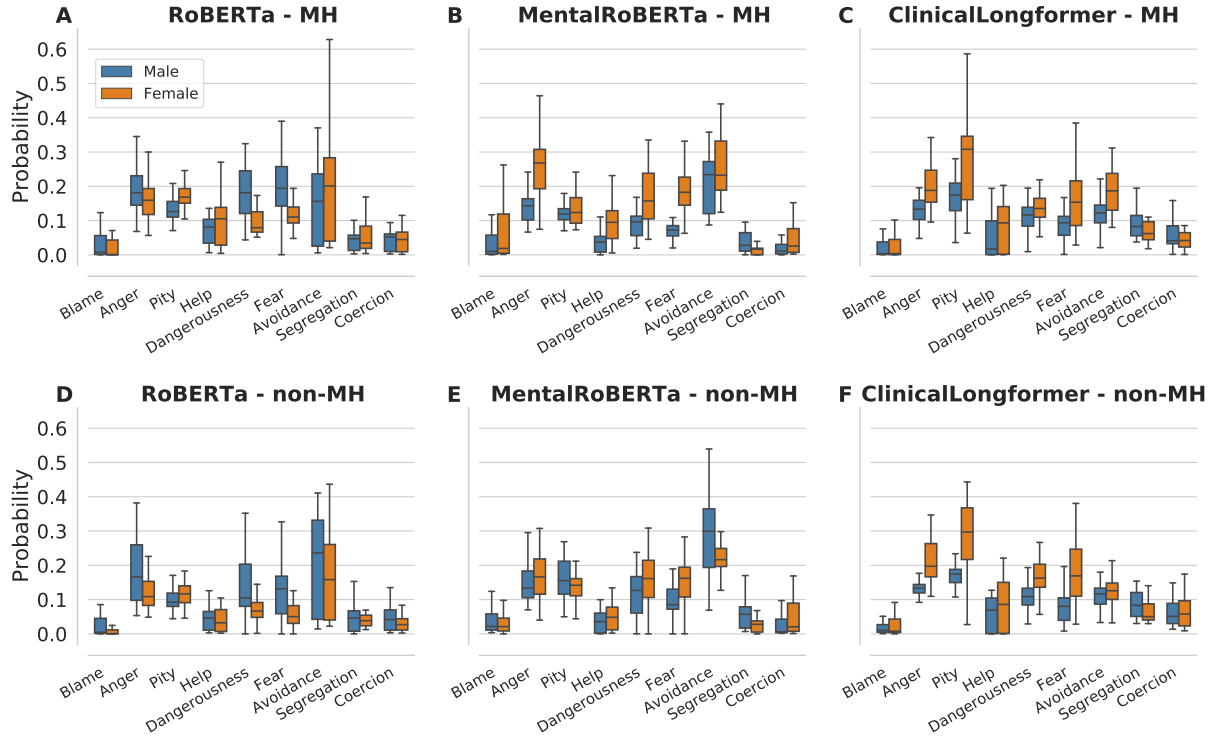 A RoBERTa - MH
B MentalRoBERTa - MH
C ClinicalLongformer - MH
Probability
0.6
0.5
0.4
0.3
0.2
0.1
0.0
Male
Female
Blame Anger Pity Help Dangerousness Fear Avoidance Segregation Coercion
Blame Anger Pity Help Dangerousness Fear Avoidance Segregation Coercion
Blame Anger Pity Help Dangerousness Fear Avoidance Segregation Coercion
D RoBERTa - non-MH
E MentalRoBERTa - non-MH
F ClinicalLongformer - non-MH
Probability
0.6
0.5
0.4
0.3
0.2
0.1
0.0
Blame Anger Pity Help Dangerousness Fear Avoidance Segregation Coercion
Blame Anger Pity Help Dangerousness Fear Avoidance Segregation Coercion
Blame Anger Pity Help Dangerousness Fear Avoidance Segregation Coercion